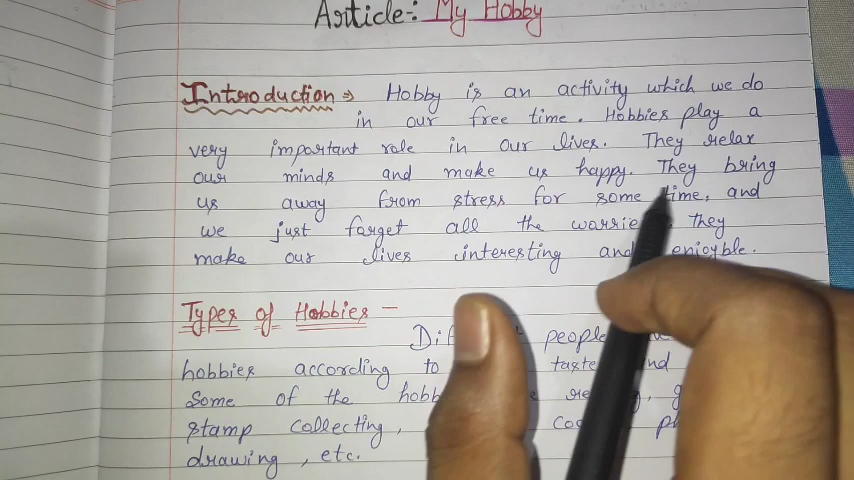 Article:- My Hobby
Introduction → Hobby is an activity which we do
in our free time. Hobbies play a
very important role in our lives. They relax
our minds and make us happy. They bring
us away from stress for some time, and
we just forget all the worries they
make our lives interesting and enjoyble.
Types of Hobbies -
people
hobbies according to taste
Some of the
stamp collecting,
drawing, etc.